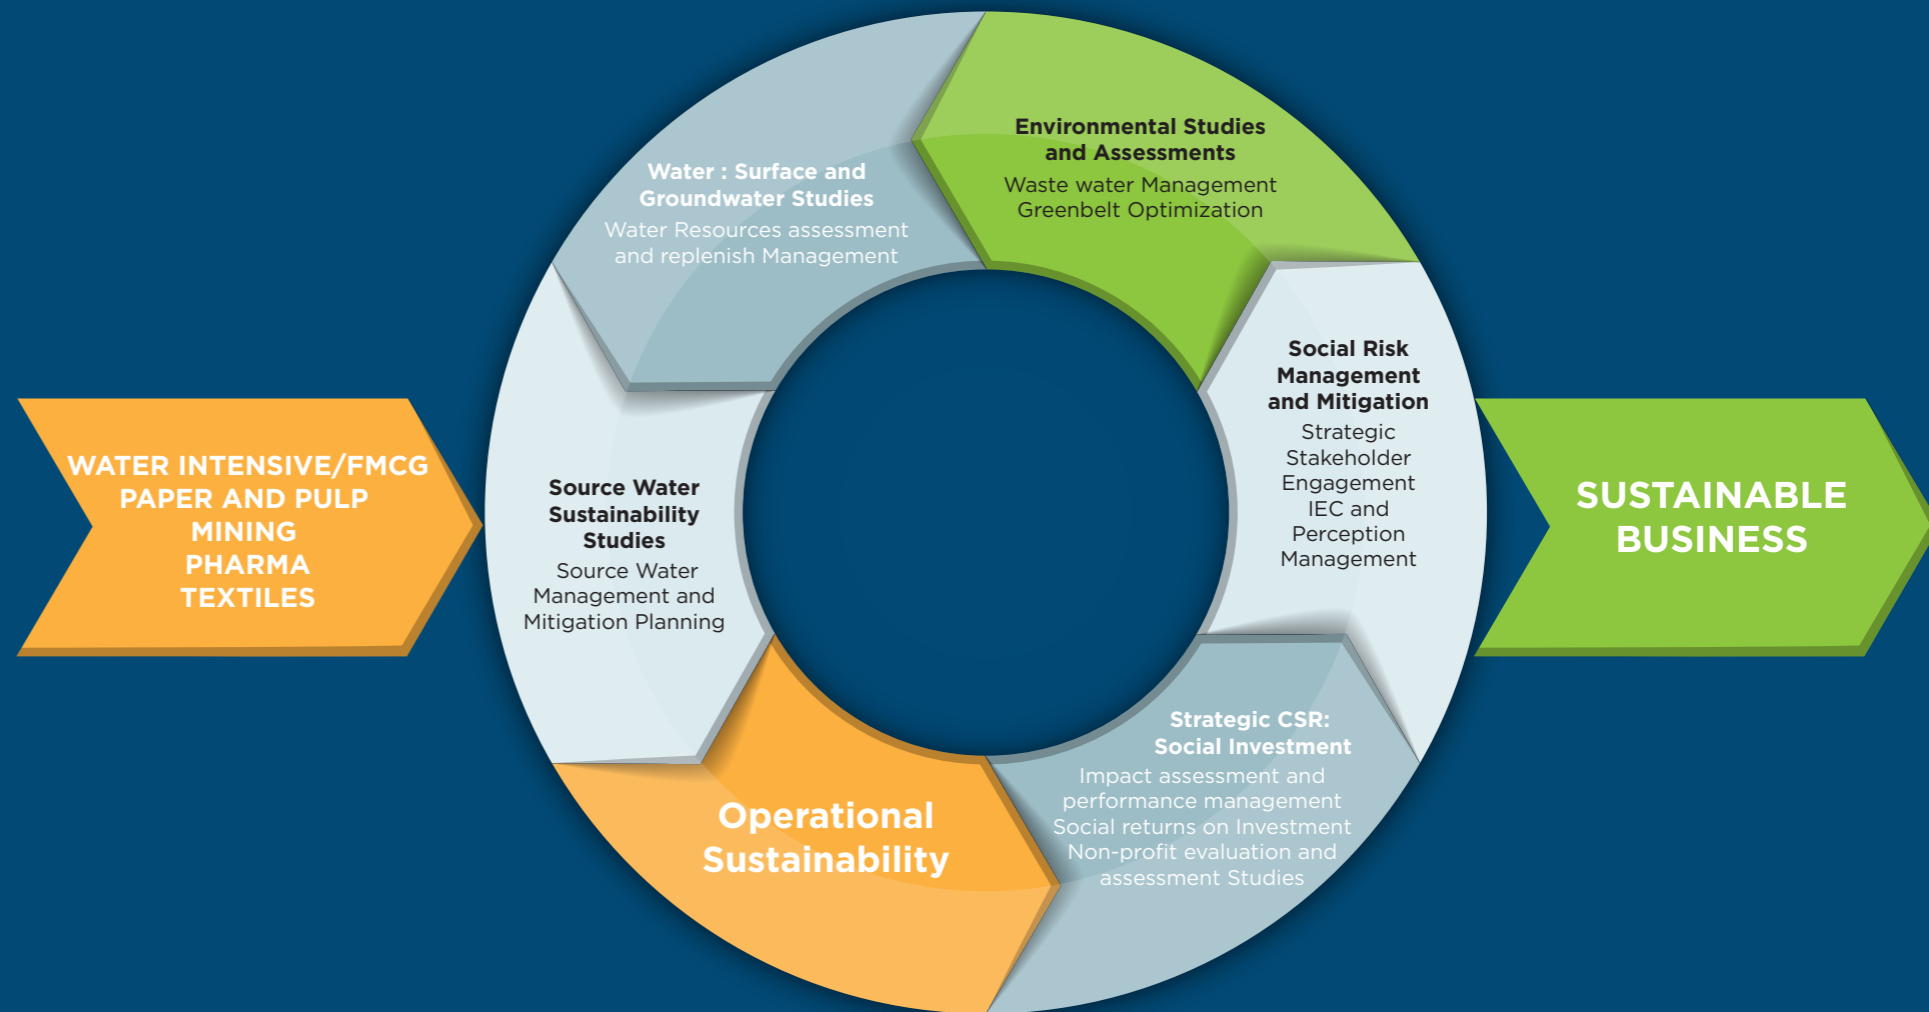 WATER INTENSIVE/FMCG
PAPER AND PULP
MINING
PHARMA
TEXTILES
Water : Surface and
Groundwater Studies
Water Resources assessment
and replenish Management
Environmental Studies
and Assessments
Waste water Management
Greenbelt Optimization
Source Water
Sustainability
Studies
Source Water
Management and
Mitigation Planning
Social Risk
Management
and Mitigation
Strategic
Stakeholder
Engagement
IEC and
Perception
Management
Operational
Sustainability
Strategic CSR:
Social Investment
Impact assessment and
performance management
Social returns on Investment
Non-profit evaluation and
assessment Studies
SUSTAINABLE
BUSINESS